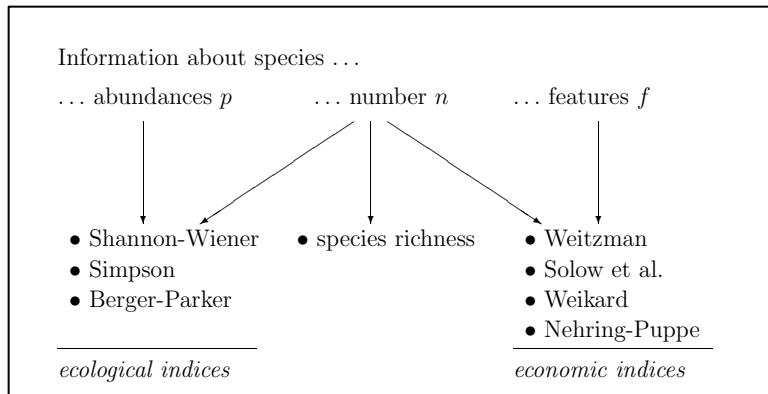 Information about species ...
... abundances p ... number n ... features f
• Shannon-Wiener • species richness • Weitzman
• Simpson • Solow et al.
• Berger-Parker • Weikard
• Nehring-Puppe
ecological indices economic indices